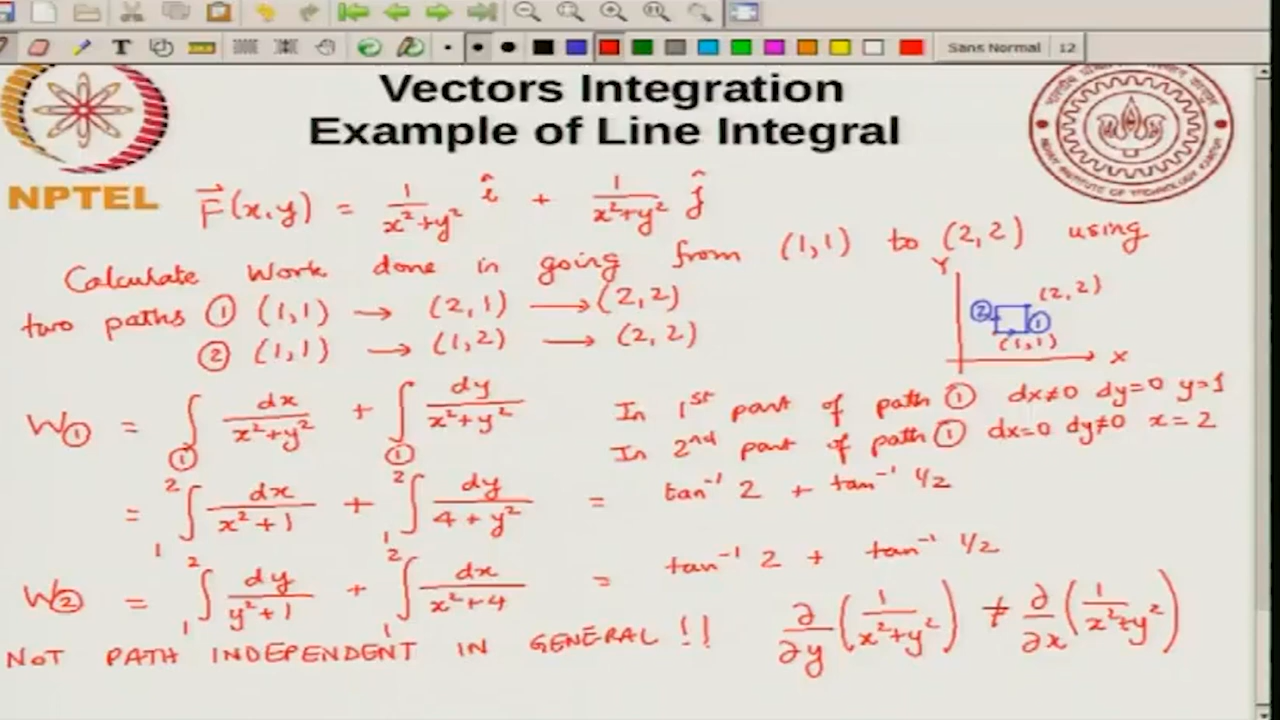 Sans Normal 12
Vectors Integration
Example of Line Integral
NPTEL
F⃗(x,y) = 1/(x²+y²) î + 1/(x²+y²) ĵ
Calculate Work done in going from (1,1) to (2,2) using
two paths ① (1,1) → (2,1) → (2,2)
② (1,1) → (1,2) → (2,2)
Y
(2,2)
② ①
(1,1)
X
W① = ∫① dx/(x²+y²) + ∫① dy/(x²+y²)
In 1st part of path ① dx≠0 dy=0 y=1
In 2nd part of path ① dx=0 dy≠0 x=2
= ∫₁² dx/(x²+1) + ∫₁² dy/(4+y²) = tan⁻¹ 2 + tan⁻¹ 1/2
W② = ∫₁² dy/(y²+1) + ∫₁² dx/(x²+4) = tan⁻¹ 2 + tan⁻¹ 1/2
NOT PATH INDEPENDENT IN GENERAL !! ∂/∂y (1/(x²+y²)) ≠ ∂/∂x (1/(x²+y²))